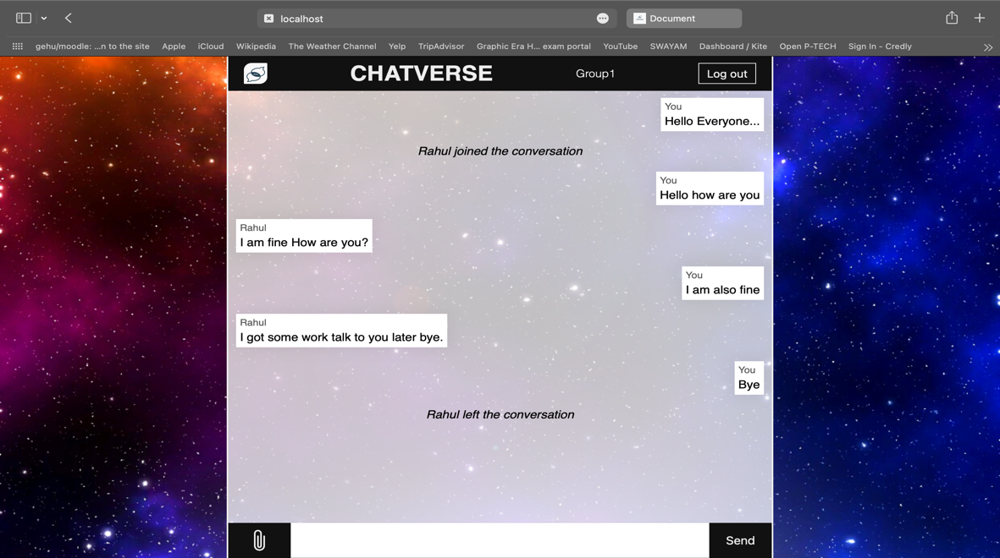 localhost
Document
gehu/moodle: ...n to the site Apple iCloud Wikipedia The Weather Channel Yelp TripAdvisor Graphic Era H... exam portal YouTube SWAYAM Dashboard / Kite Open P-TECH Sign In - Credly
CHATVERSE Group1 Log out
You
Hello Everyone...
Rahul joined the conversation
You
Hello how are you
Rahul
I am fine How are you?
You
I am also fine
Rahul
I got some work talk to you later bye.
You
Bye
Rahul left the conversation
Send